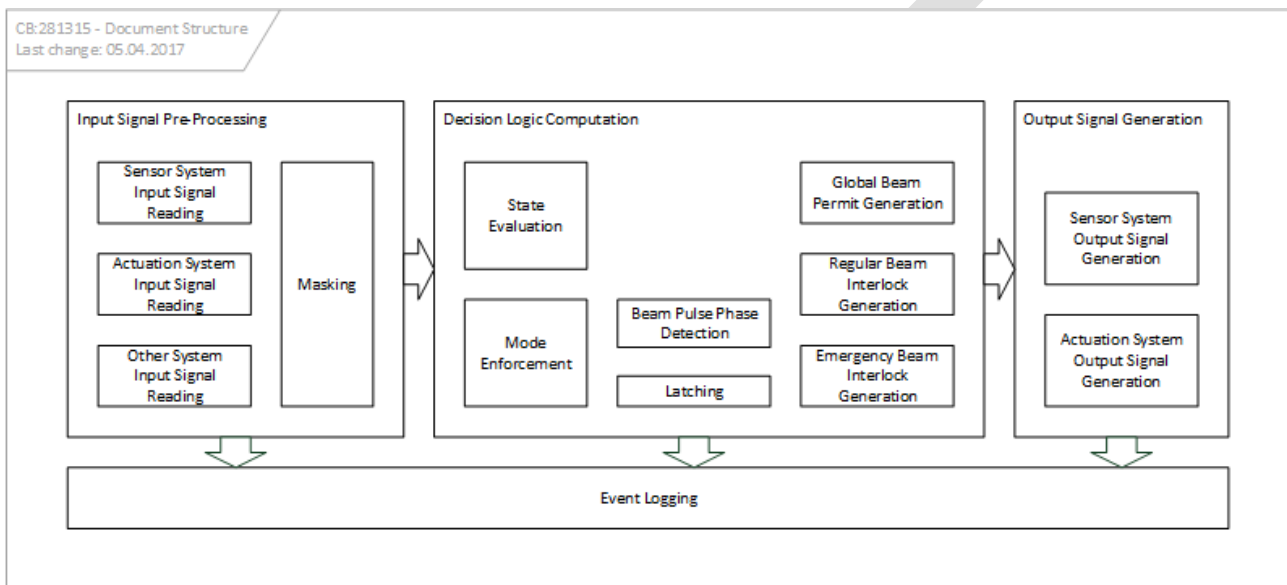 CB:281315 - Document Structure
Last change: 05.04.2017
Input Signal Pre-Processing
Sensor System
Input Signal
Reading
Actuation System
Input Signal
Reading
Other System
Input Signal
Reading
Masking
Decision Logic Computation
State
Evaluation
Mode
Enforcement
Beam Pulse Phase
Detection
Latching
Global Beam
Permit Generation
Regular Beam
Interlock
Generation
Emergency Beam
Interlock
Generation
Output Signal Generation
Sensor System
Output Signal
Generation
Actuation System
Output Signal
Generation
Event Logging